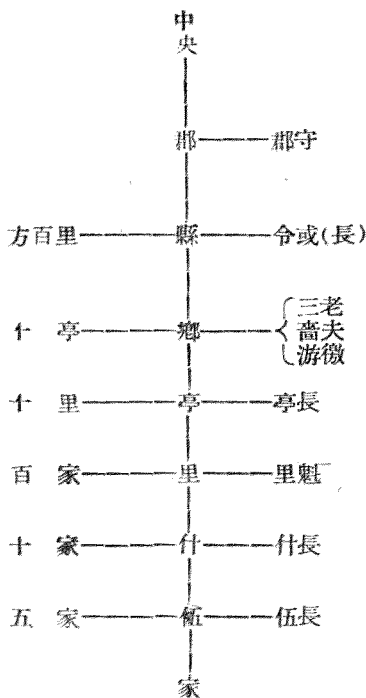 中央
郡 郡守
方百里 縣 令或(長)
十亭 鄉 三老
嗇夫
游徼
十里 亭 亭長
百家 里 里魁
十家 什 什長
五家 伍 伍長
家